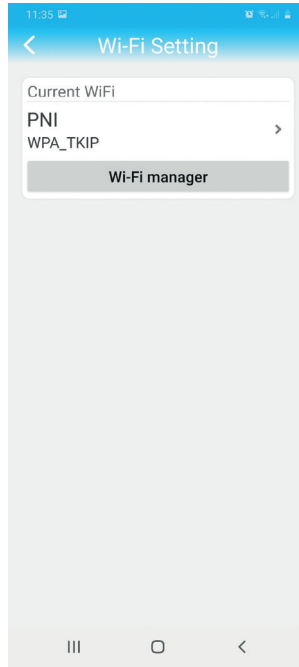 11:35
Wi-Fi Setting
Current WiFi
PNI
WPA_TKIP
Wi-Fi manager